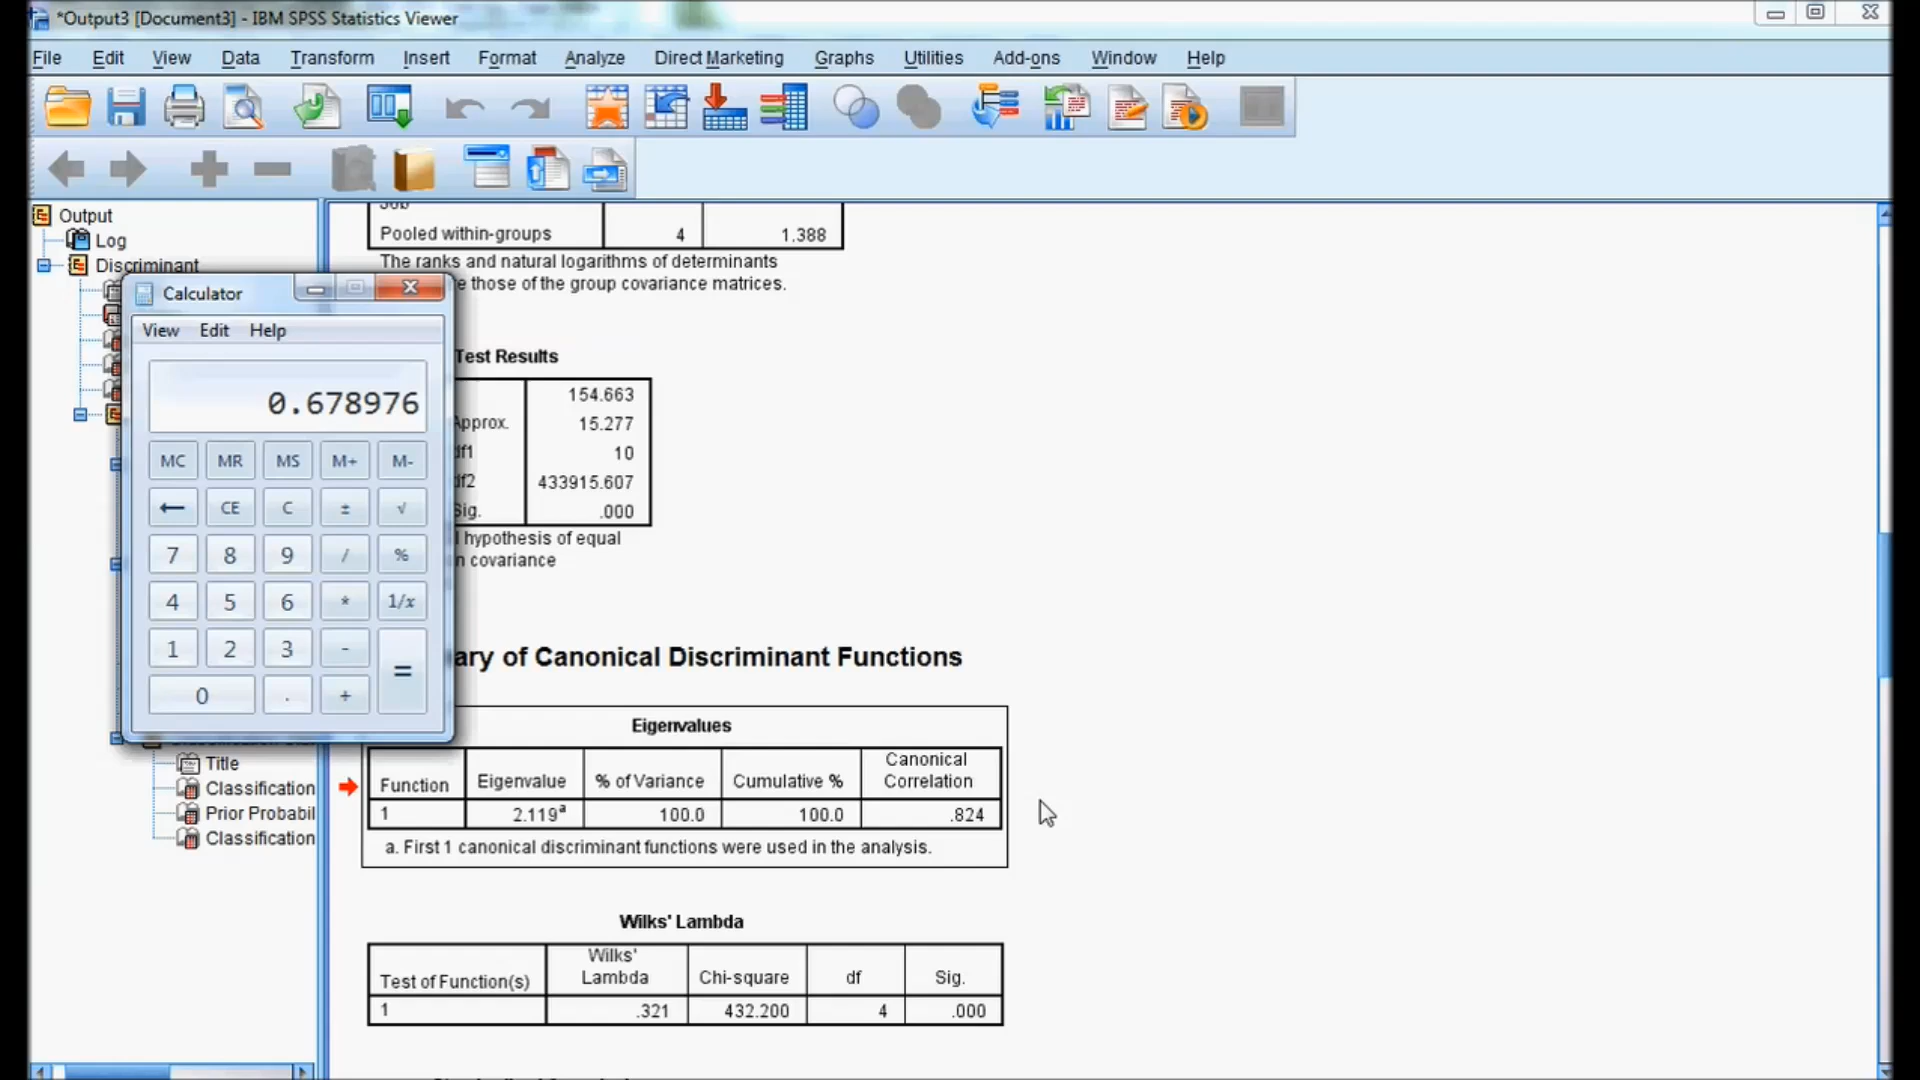 *Output3 [Document3] - IBM SPSS Statistics Viewer
File Edit View Data Transform Insert Format Analyze Direct Marketing Graphs Utilities Add-ons Window Help
Output
Log
Discriminant
Title
Classification
Prior Probabil
Classification
Calculator
View Edit Help
0.678976
MC MR MS M+ M-
← CE C ± √
7 8 9 / %
4 5 6 * 1/x
1 2 3 - =
0 . +
Pooled within-groups 4 1.388
The ranks and natural logarithms of determinants
those of the group covariance matrices.
Test Results
154.663
Approx. 15.277
df1 10
df2 433915.607
Sig. .000
hypothesis of equal
covariance
ary of Canonical Discriminant Functions
Eigenvalues
Function Eigenvalue % of Variance Cumulative % Canonical Correlation
1 2.119a 100.0 100.0 .824
a. First 1 canonical discriminant functions were used in the analysis.
Wilks' Lambda
Test of Function(s) Wilks' Lambda Chi-square df Sig.
1 .321 432.200 4 .000